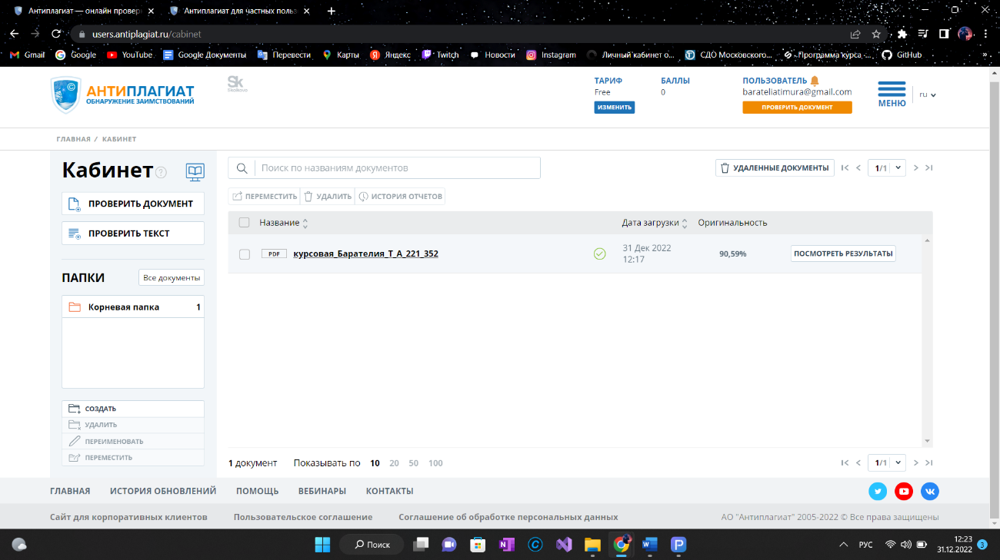 Антиплагиат — онлайн провер
Антиплагиат для частных польз
users.antiplagiat.ru/cabinet
Gmail Google YouTube Google Документы Перевести Карты Яндекс Twitch Новости Instagram Личный кабинет о... СДО Московского... Программа курса -... GitHub »
© АНТИПЛАГИАТ
ОБНАРУЖЕНИЕ ЗАИМСТВОВАНИЙ
Sk
Skolkovo
ТАРИФ
Free
ИЗМЕНИТЬ
БАЛЛЫ
0
ПОЛЬЗОВАТЕЛЬ
barateliatimura@gmail.com
ПРОВЕРИТЬ ДОКУМЕНТ
МЕНЮ
ru
ГЛАВНАЯ / КАБИНЕТ
Кабинет ?
ПРОВЕРИТЬ ДОКУМЕНТ
ПРОВЕРИТЬ ТЕКСТ
ПАПКИ Все документы
Корневая папка 1
СОЗДАТЬ
УДАЛИТЬ
ПЕРЕИМЕНОВАТЬ
ПЕРЕМЕСТИТЬ
Поиск по названиям документов
УДАЛЕННЫЕ ДОКУМЕНТЫ 1/1
ПЕРЕМЕСТИТЬ УДАЛИТЬ ИСТОРИЯ ОТЧЕТОВ
Название Дата загрузки Оригинальность
PDF курсовая_Барателия_Т_А_221_352 31 Дек 2022
12:17
90,59% ПОСМОТРЕТЬ РЕЗУЛЬТАТЫ
1 документ Показывать по 10 20 50 100 1/1
ГЛАВНАЯ ИСТОРИЯ ОБНОВЛЕНИЙ ПОМОЩЬ ВЕБИНАРЫ КОНТАКТЫ
Сайт для корпоративных клиентов Пользовательское соглашение Соглашение об обработке персональных данных АО "Антиплагиат" 2005-2022 © Все права защищены
Поиск
РУС
12:23
31.12.2022
3